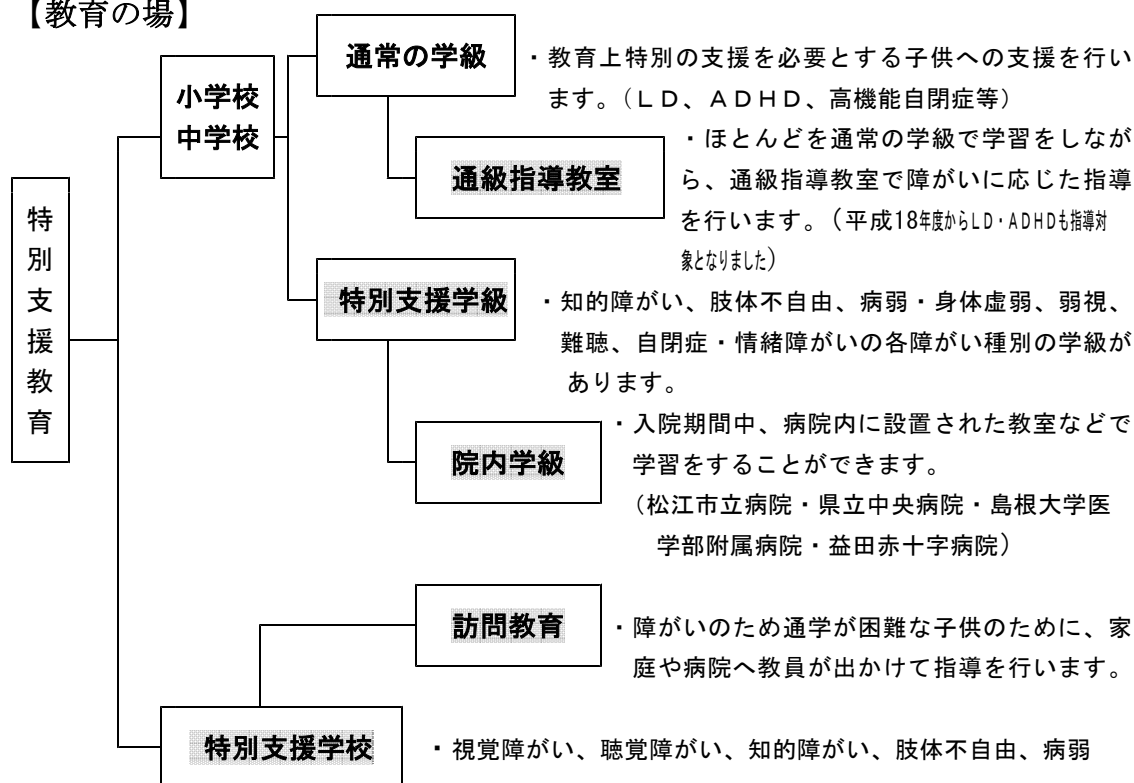 【教育の場】
通常の学級
・教育上特別の支援を必要とする子供への支援を行い
ます。(ＬＤ、ＡＤＨＤ、高機能自閉症等)
小学校
中学校
通級指導教室
・ほとんどを通常の学級で学習をしなが
ら、通級指導教室で障がいに応じた指導
を行います。(平成18年度からLD・ADHDも指導対
象となりました)
特別支援教育
特別支援学級
・知的障がい、肢体不自由、病弱・身体虚弱、弱視、
難聴、自閉症・情緒障がいの各障がい種別の学級が
あります。
院内学級
・入院期間中、病院内に設置された教室などで
学習をすることができます。
(松江市立病院・県立中央病院・島根大学医
学部附属病院・益田赤十字病院)
訪問教育
・障がいのため通学が困難な子供のために、家
庭や病院へ教員が出かけて指導を行います。
特別支援学校
・視覚障がい、聴覚障がい、知的障がい、肢体不自由、病弱